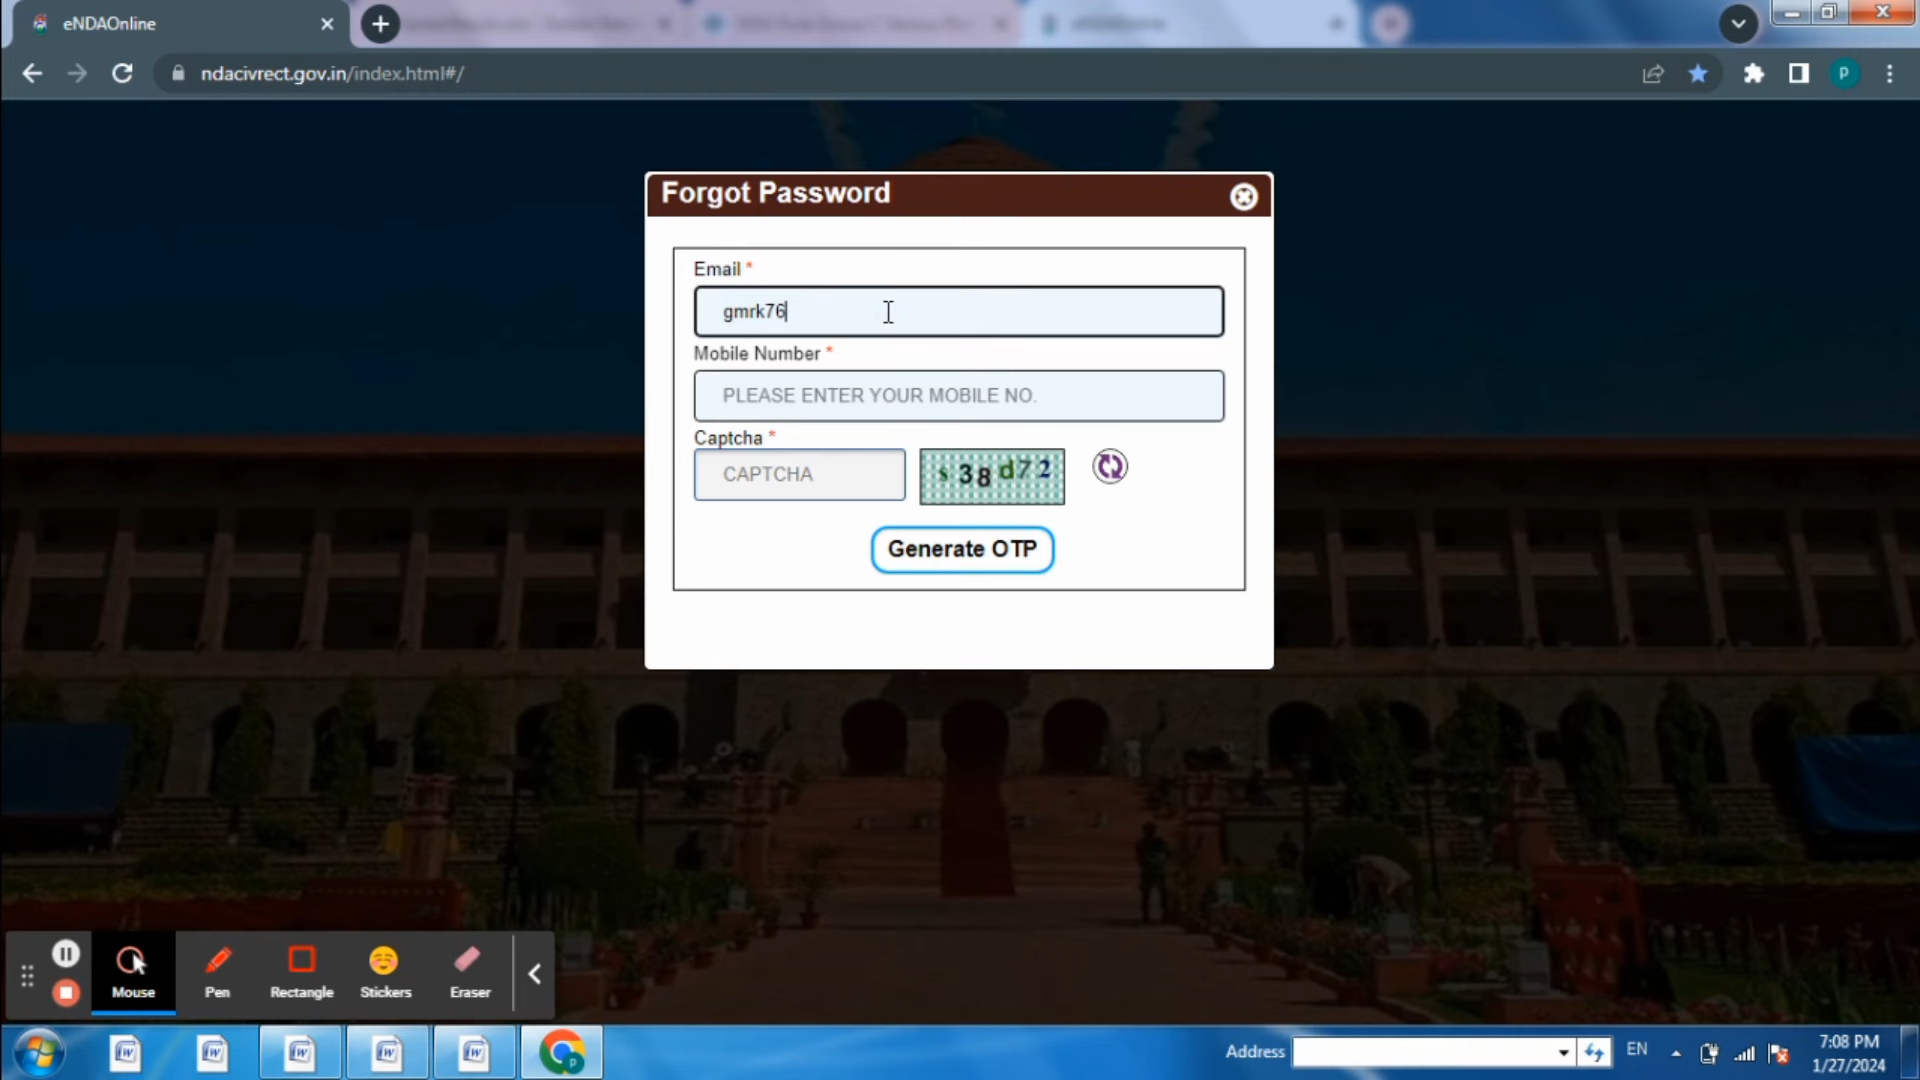 eNDAOnline
ndacivrect.gov.in/index.html#/
P
Forgot Password
Email *
gmrk76
Mobile Number *
PLEASE ENTER YOUR MOBILE NO.
Captcha *
CAPTCHA
s38d72
Generate OTP
Mouse
Pen
Rectangle
Stickers
Eraser
Address
EN
7:08 PM
1/27/2024